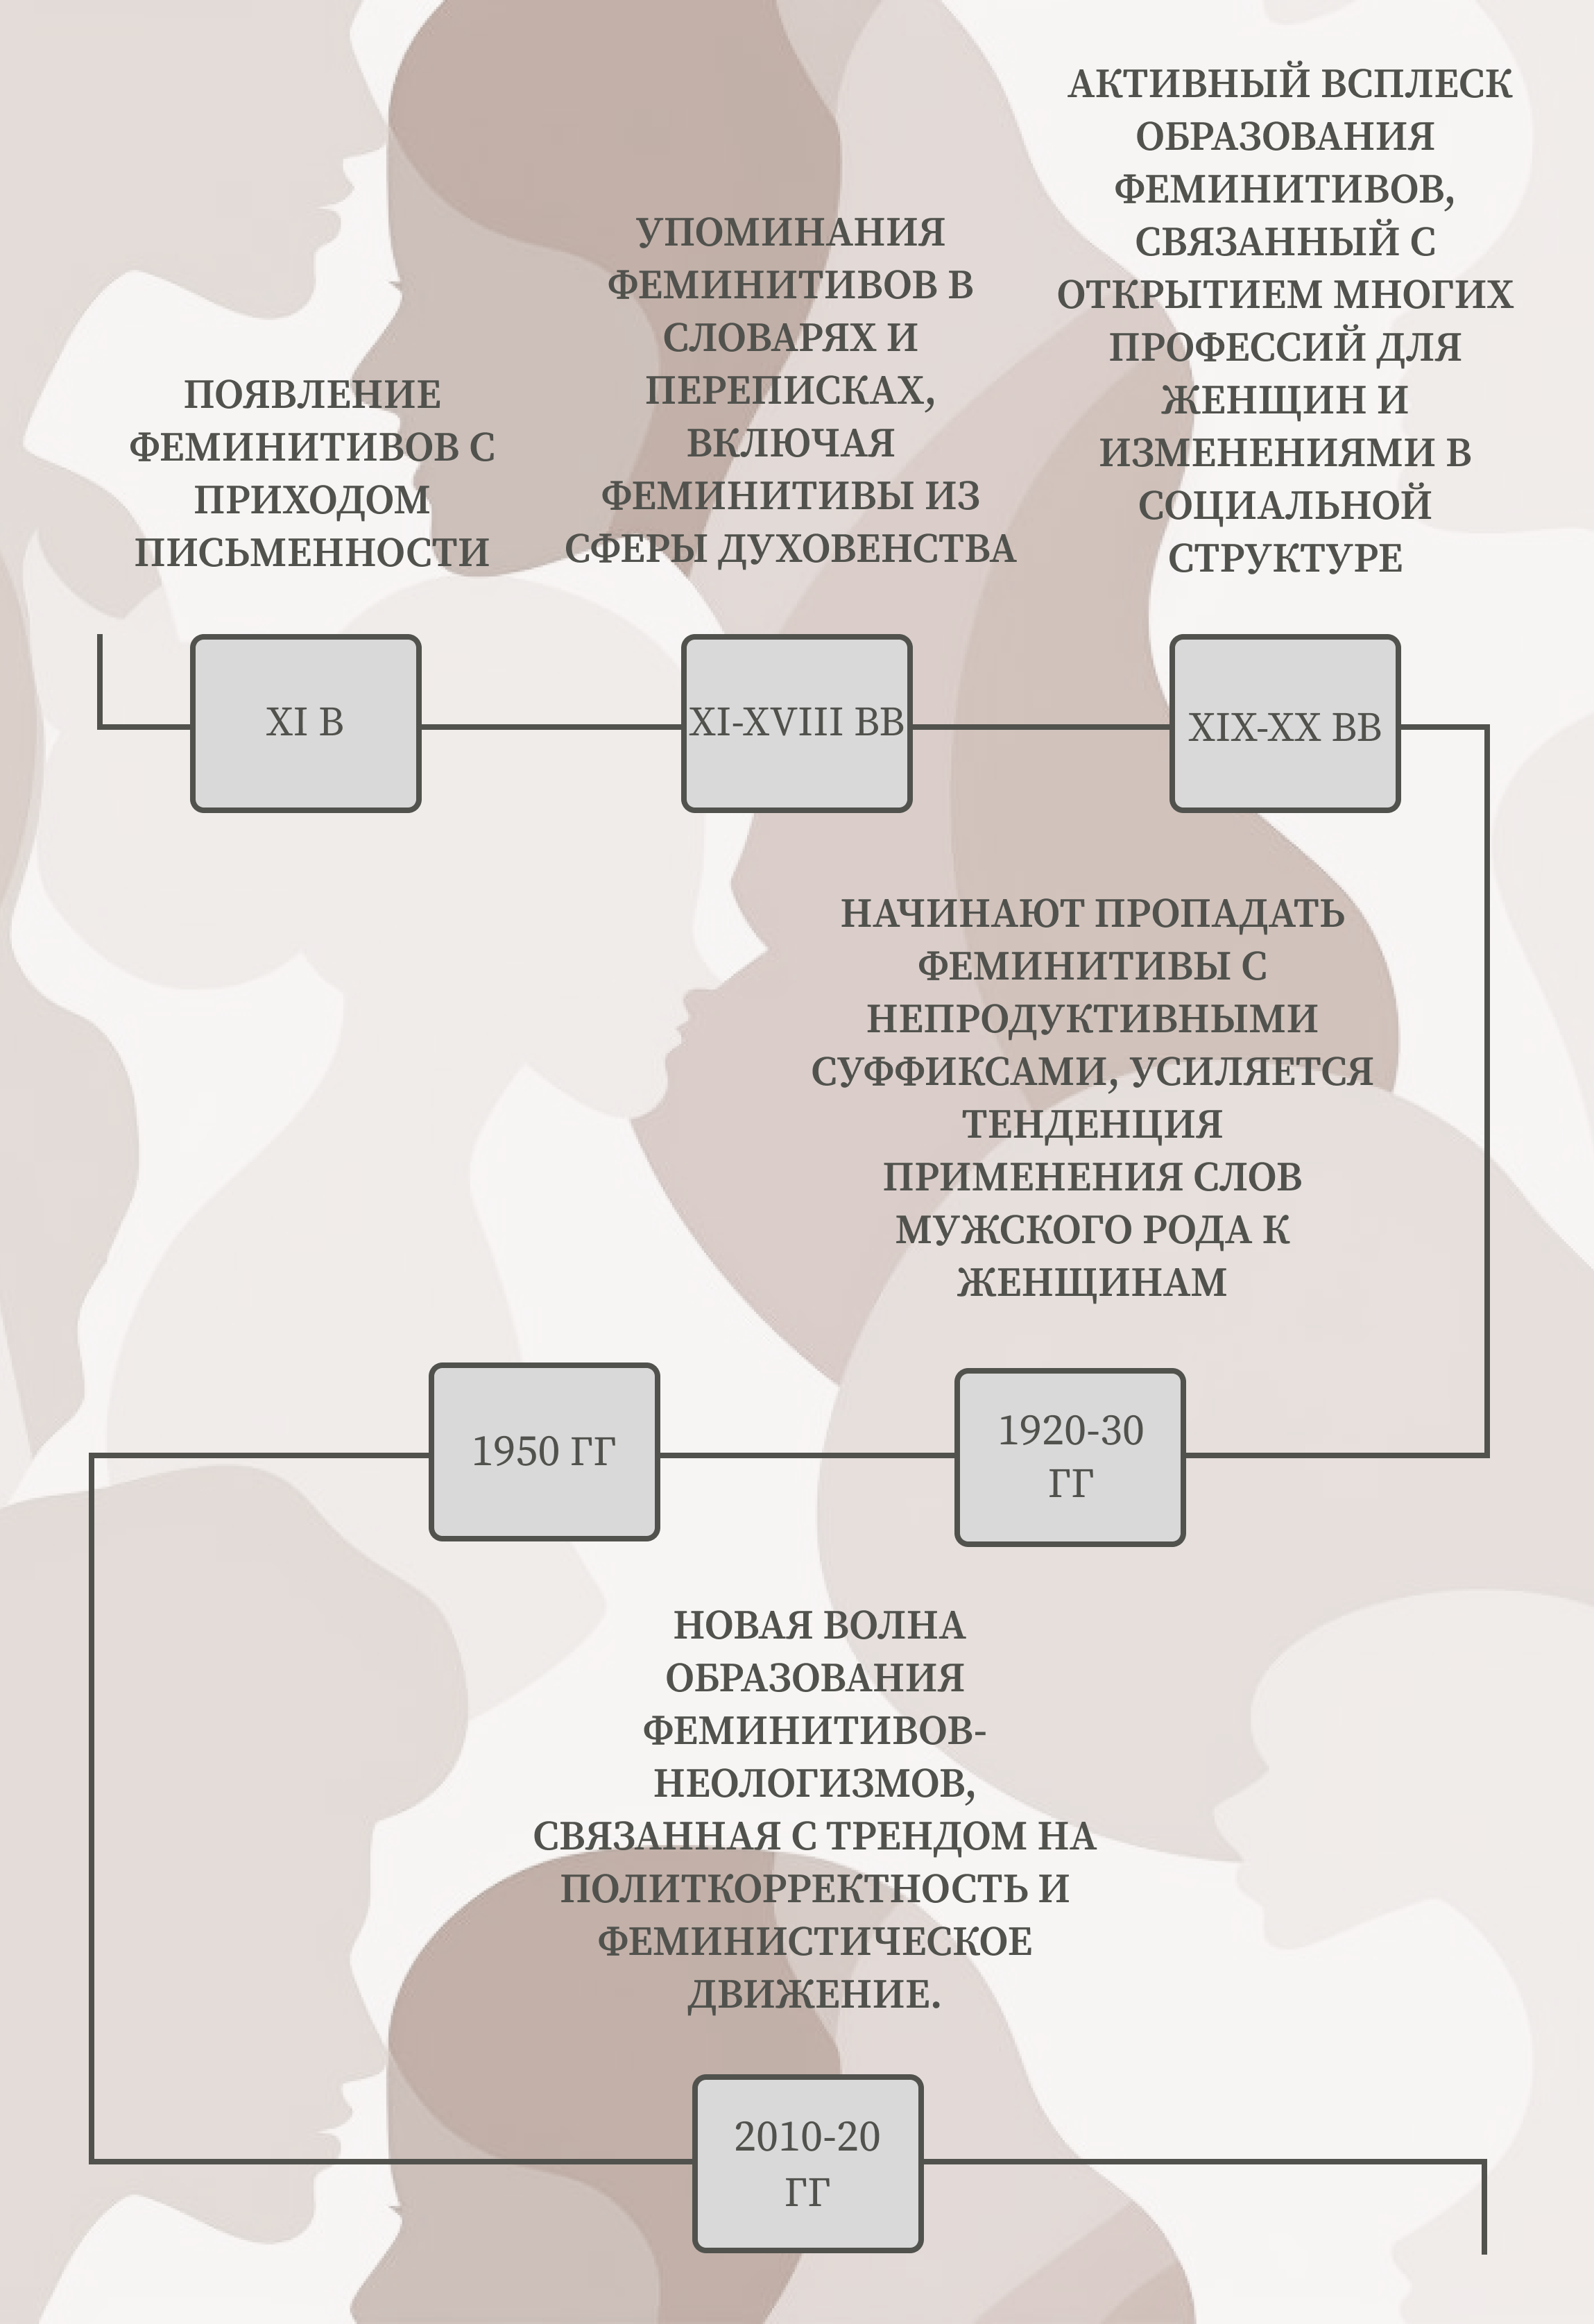 ПОЯВЛЕНИЕ
ФЕМИНИТИВОВ С
ПРИХОДОМ
ПИСЬМЕННОСТИ
XI В
УПОМИНАНИЯ
ФЕМИНИТИВОВ В
СЛОВАРЯХ И
ПЕРЕПИСКАХ,
ВКЛЮЧАЯ
ФЕМИНИТИВЫ ИЗ
СФЕРЫ ДУХОВЕНСТВА
XI-XVIII ВВ
АКТИВНЫЙ ВСПЛЕСК
ОБРАЗОВАНИЯ
ФЕМИНИТИВОВ,
СВЯЗАННЫЙ С
ОТКРЫТИЕМ МНОГИХ
ПРОФЕССИЙ ДЛЯ
ЖЕНЩИН И
ИЗМЕНЕНИЯМИ В
СОЦИАЛЬНОЙ
СТРУКТУРЕ
XIX-XX ВВ
НАЧИНАЮТ ПРОПАДАТЬ
ФЕМИНИТИВЫ С
НЕПРОДУКТИВНЫМИ
СУФФИКСАМИ, УСИЛЯЕТСЯ
ТЕНДЕНЦИЯ
ПРИМЕНЕНИЯ СЛОВ
МУЖСКОГО РОДА К
ЖЕНЩИНАМ
1920-30
ГГ
1950 ГГ
НОВАЯ ВОЛНА
ОБРАЗОВАНИЯ
ФЕМИНИТИВОВ-
НЕОЛОГИЗМОВ,
СВЯЗАННАЯ С ТРЕНДОМ НА
ПОЛИТКОРРЕКТНОСТЬ И
ФЕМИНИСТИЧЕСКОЕ
ДВИЖЕНИЕ.
2010-20
ГГ